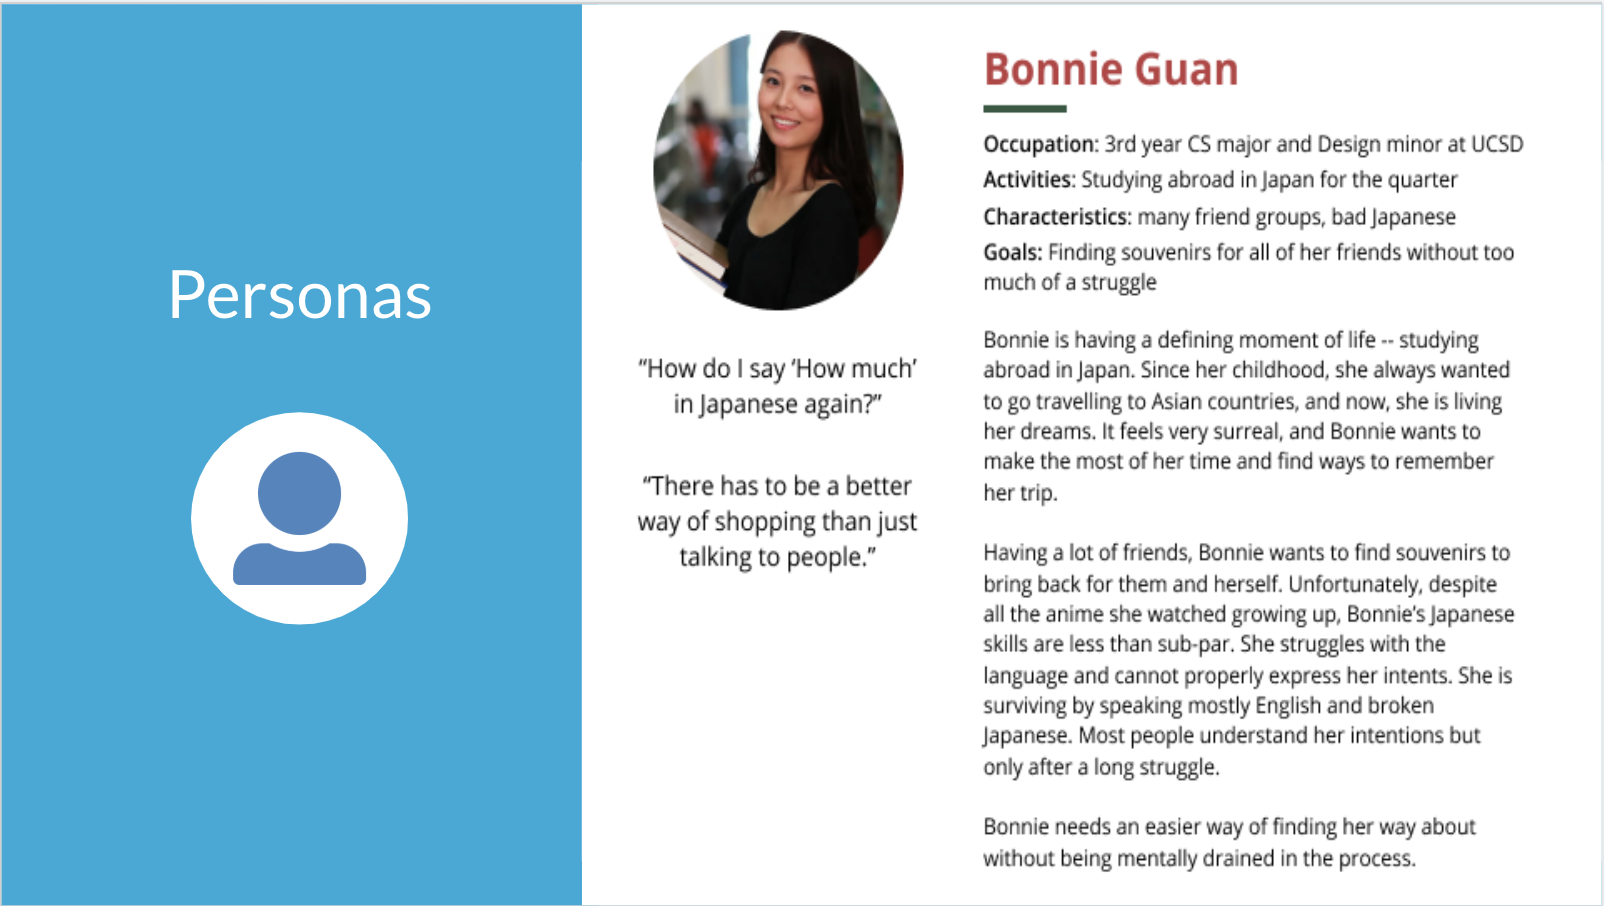 Personas
“How do I say ‘How much’
in Japanese again?”
“There has to be a better
way of shopping than just
talking to people.”
Bonnie Guan
Occupation: 3rd year CS major and Design minor at UCSD
Activities: Studying abroad in Japan for the quarter
Characteristics: many friend groups, bad Japanese
Goals: Finding souvenirs for all of her friends without too
much of a struggle
Bonnie is having a defining moment of life -- studying
abroad in Japan. Since her childhood, she always wanted
to go travelling to Asian countries, and now, she is living
her dreams. It feels very surreal, and Bonnie wants to
make the most of her time and find ways to remember
her trip.
Having a lot of friends, Bonnie wants to find souvenirs to
bring back for them and herself. Unfortunately, despite
all the anime she watched growing up, Bonnie’s Japanese
skills are less than sub-par. She struggles with the
language and cannot properly express her intents. She is
surviving by speaking mostly English and broken
Japanese. Most people understand her intentions but
only after a long struggle.
Bonnie needs an easier way of finding her way about
without being mentally drained in the process.